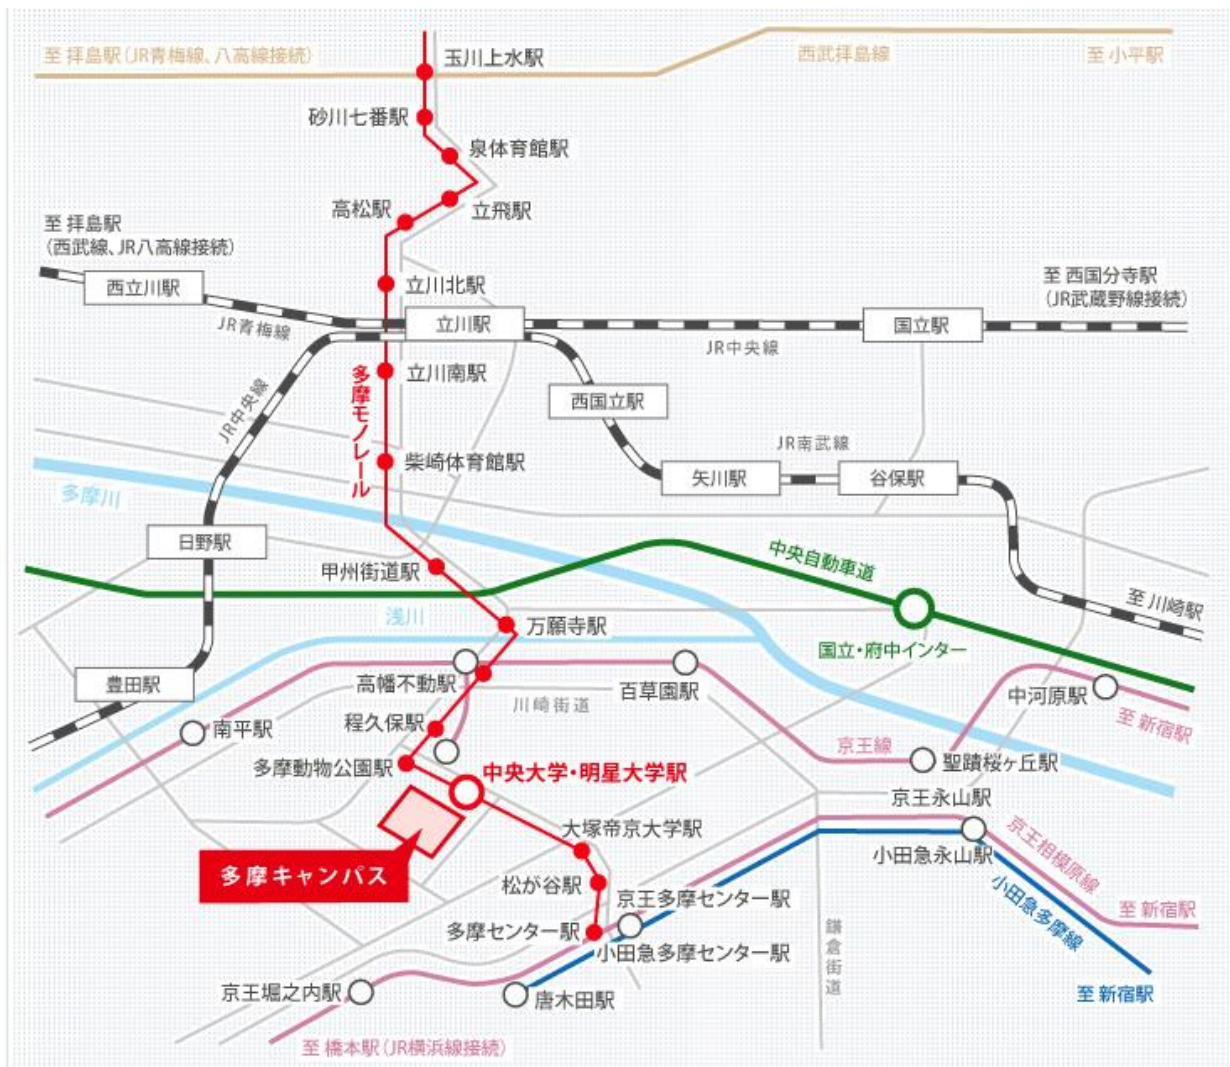 至 拝島駅（JR青梅線、八高線接続）
西武拝島線
至 小平駅
玉川上水駅
砂川七番駅
泉体育館駅
高松駅
立飛駅
至 拝島駅
（西武線、JR八高線接続）
西立川駅
立川北駅
至 西国分寺駅
（JR武蔵野線接続）
JR青梅線
立川駅
国立駅
JR中央線
立川南駅
多摩モノレール
JR中央線
西国立駅
JR南武線
柴崎体育館駅
矢川駅
谷保駅
多摩川
日野駅
甲州街道駅
中央自動車道
至 川崎駅
浅川
万願寺駅
国立・府中インター
豊田駅
高幡不動駅
百草園駅
中河原駅
川崎街道
至 新宿駅
南平駅
程久保駅
京王線
聖蹟桜ヶ丘駅
多摩動物公園駅
中央大学・明星大学駅
京王永山駅
大塚帝京大学駅
小田急永山駅
京王相模原線
多摩キャンパス
松が谷駅
京王多摩センター駅
小田急多摩線
至 新宿駅
多摩センター駅
小田急多摩センター駅
鎌倉街道
京王堀之内駅
唐木田駅
至 新宿駅
至 橋本駅（JR横浜線接続）